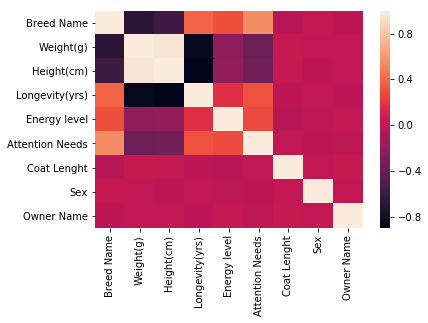 Breed Name
Weight(g)
Height(cm)
Longevity(yrs)
Energy level
Attention Needs
Coat Lenght
Sex
Owner Name
0.8
0.4
0.0
−0.4
−0.8
Breed Name
Weight(g)
Height(cm)
Longevity(yrs)
Energy level
Attention Needs
Coat Lenght
Sex
Owner Name